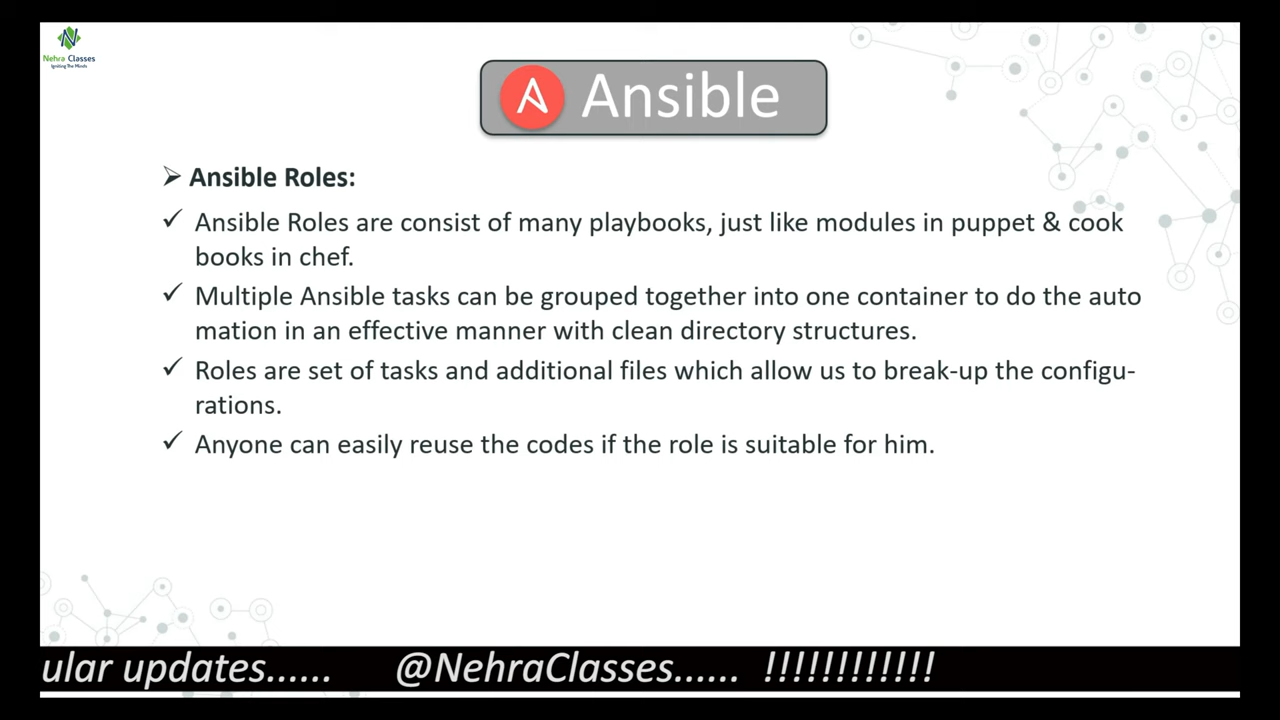 Nehra Classes
Igniting The Minds
Ansible
Ansible Roles:
Ansible Roles are consist of many playbooks, just like modules in puppet & cook
books in chef.
Multiple Ansible tasks can be grouped together into one container to do the auto
mation in an effective manner with clean directory structures.
Roles are set of tasks and additional files which allow us to break-up the configu-
rations.
Anyone can easily reuse the codes if the role is suitable for him.
ular updates...... @NehraClasses...... !!!!!!!!!!!!